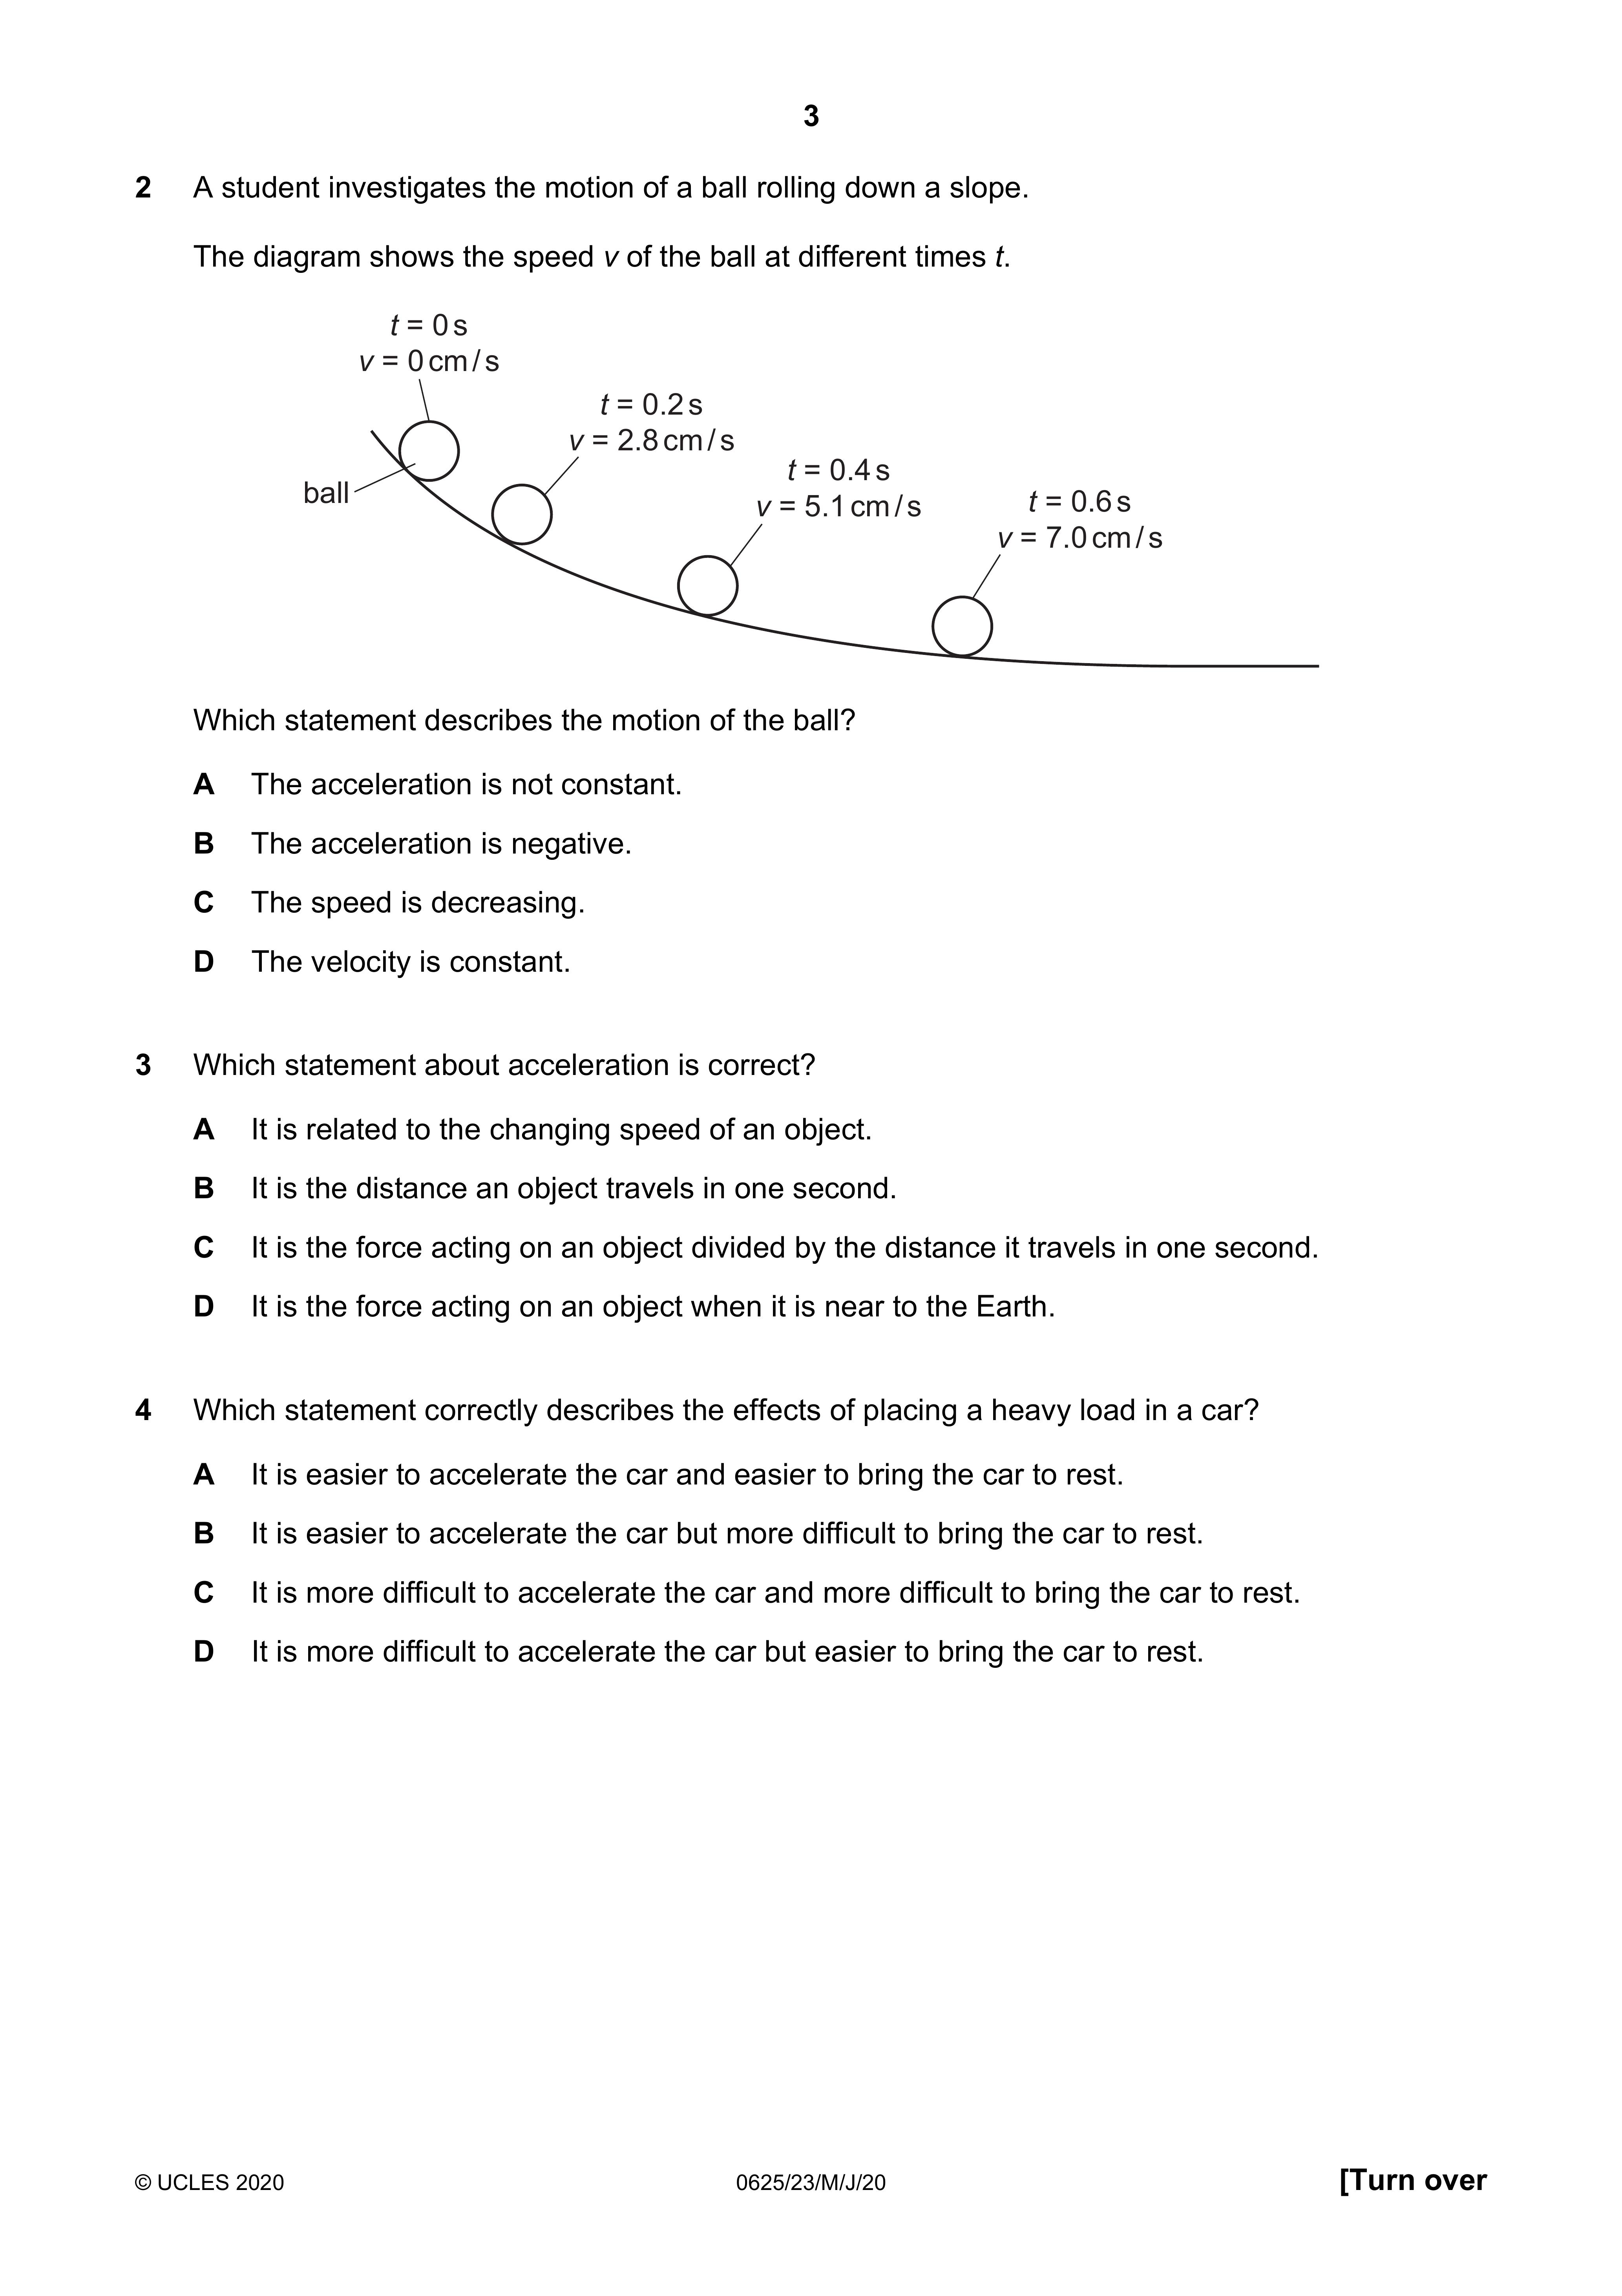 3
2 A student investigates the motion of a ball rolling down a slope.
The diagram shows the speed v of the ball at different times t.
t = 0 s
v = 0 cm / s
t = 0.2 s
v = 2.8 cm / s
t = 0.4 s
v = 5.1 cm / s
t = 0.6 s
v = 7.0 cm / s
ball
Which statement describes the motion of the ball?
A The acceleration is not constant.
B The acceleration is negative.
C The speed is decreasing.
D The velocity is constant.
3 Which statement about acceleration is correct?
A It is related to the changing speed of an object.
B It is the distance an object travels in one second.
C It is the force acting on an object divided by the distance it travels in one second.
D It is the force acting on an object when it is near to the Earth.
4 Which statement correctly describes the effects of placing a heavy load in a car?
A It is easier to accelerate the car and easier to bring the car to rest.
B It is easier to accelerate the car but more difficult to bring the car to rest.
C It is more difficult to accelerate the car and more difficult to bring the car to rest.
D It is more difficult to accelerate the car but easier to bring the car to rest.
© UCLES 2020 0625/23/M/J/20 [Turn over